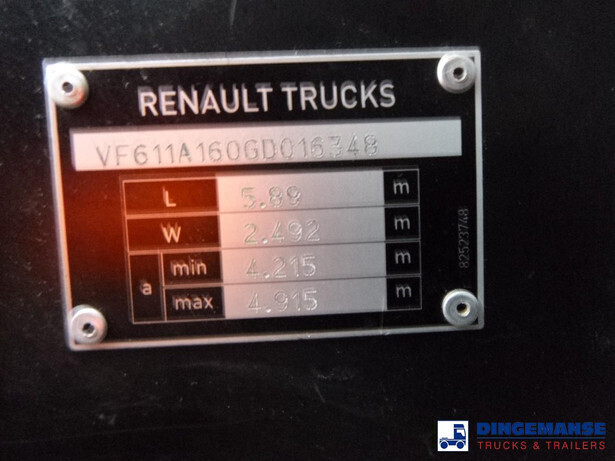 RENAULT TRUCKS
VF611A160GD016348
L 5.89 m
W 2.492 m
a min 4.215 m
max 4.915 m
82523748
DINGEMANSE
TRUCKS & TRAILERS